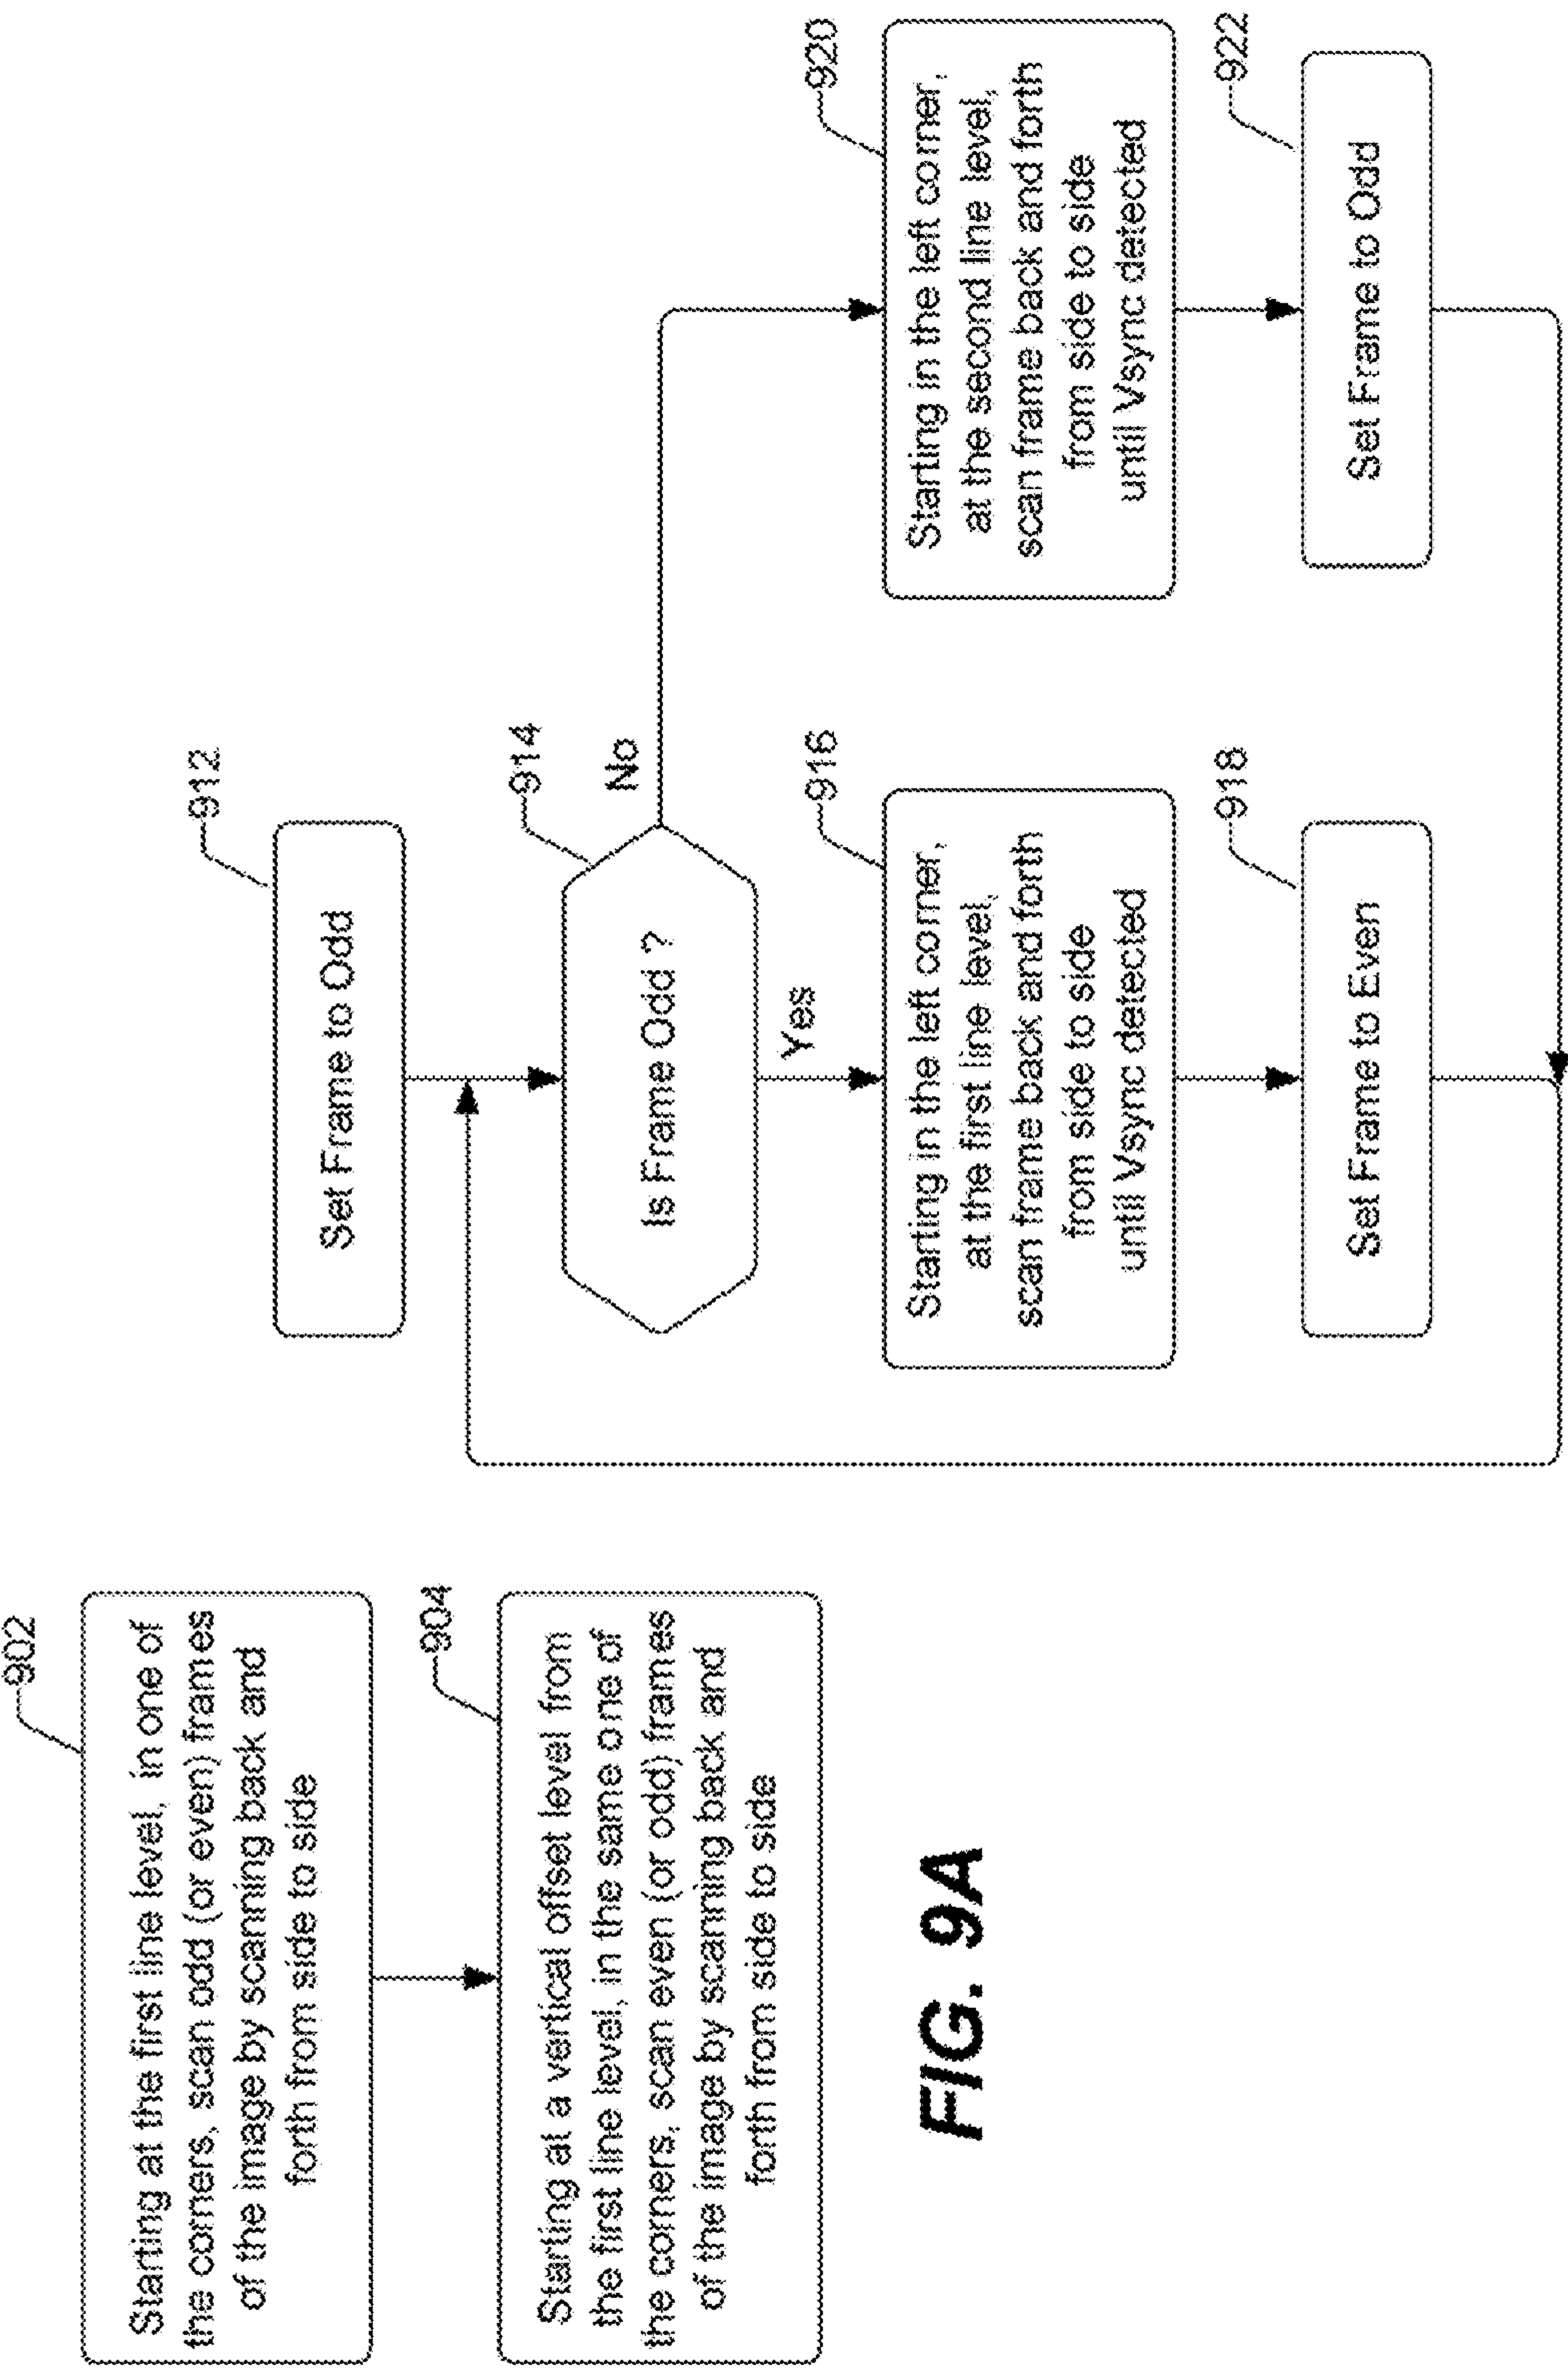 902
Starting at the first line level, in one of
the corners, scan odd (or even) frames
of the image by scanning back and
forth from side to side
904
Starting at a vertical offset level from
the first line level, in the same one of
the corners, scan even (or odd) frames
of the image by scanning back and
forth from side to side
FIG. 9A
912
Set Frame to Odd
914
Is Frame Odd ?
No
Yes
916
Starting in the left corner,
at the first line level,
scan frame back and forth
from side to side
until Vsync detected
918
Set Frame to Even
920
Starting in the left corner,
at the second line level,
scan frame back and forth
from side to side
until Vsync detected
922
Set Frame to Odd